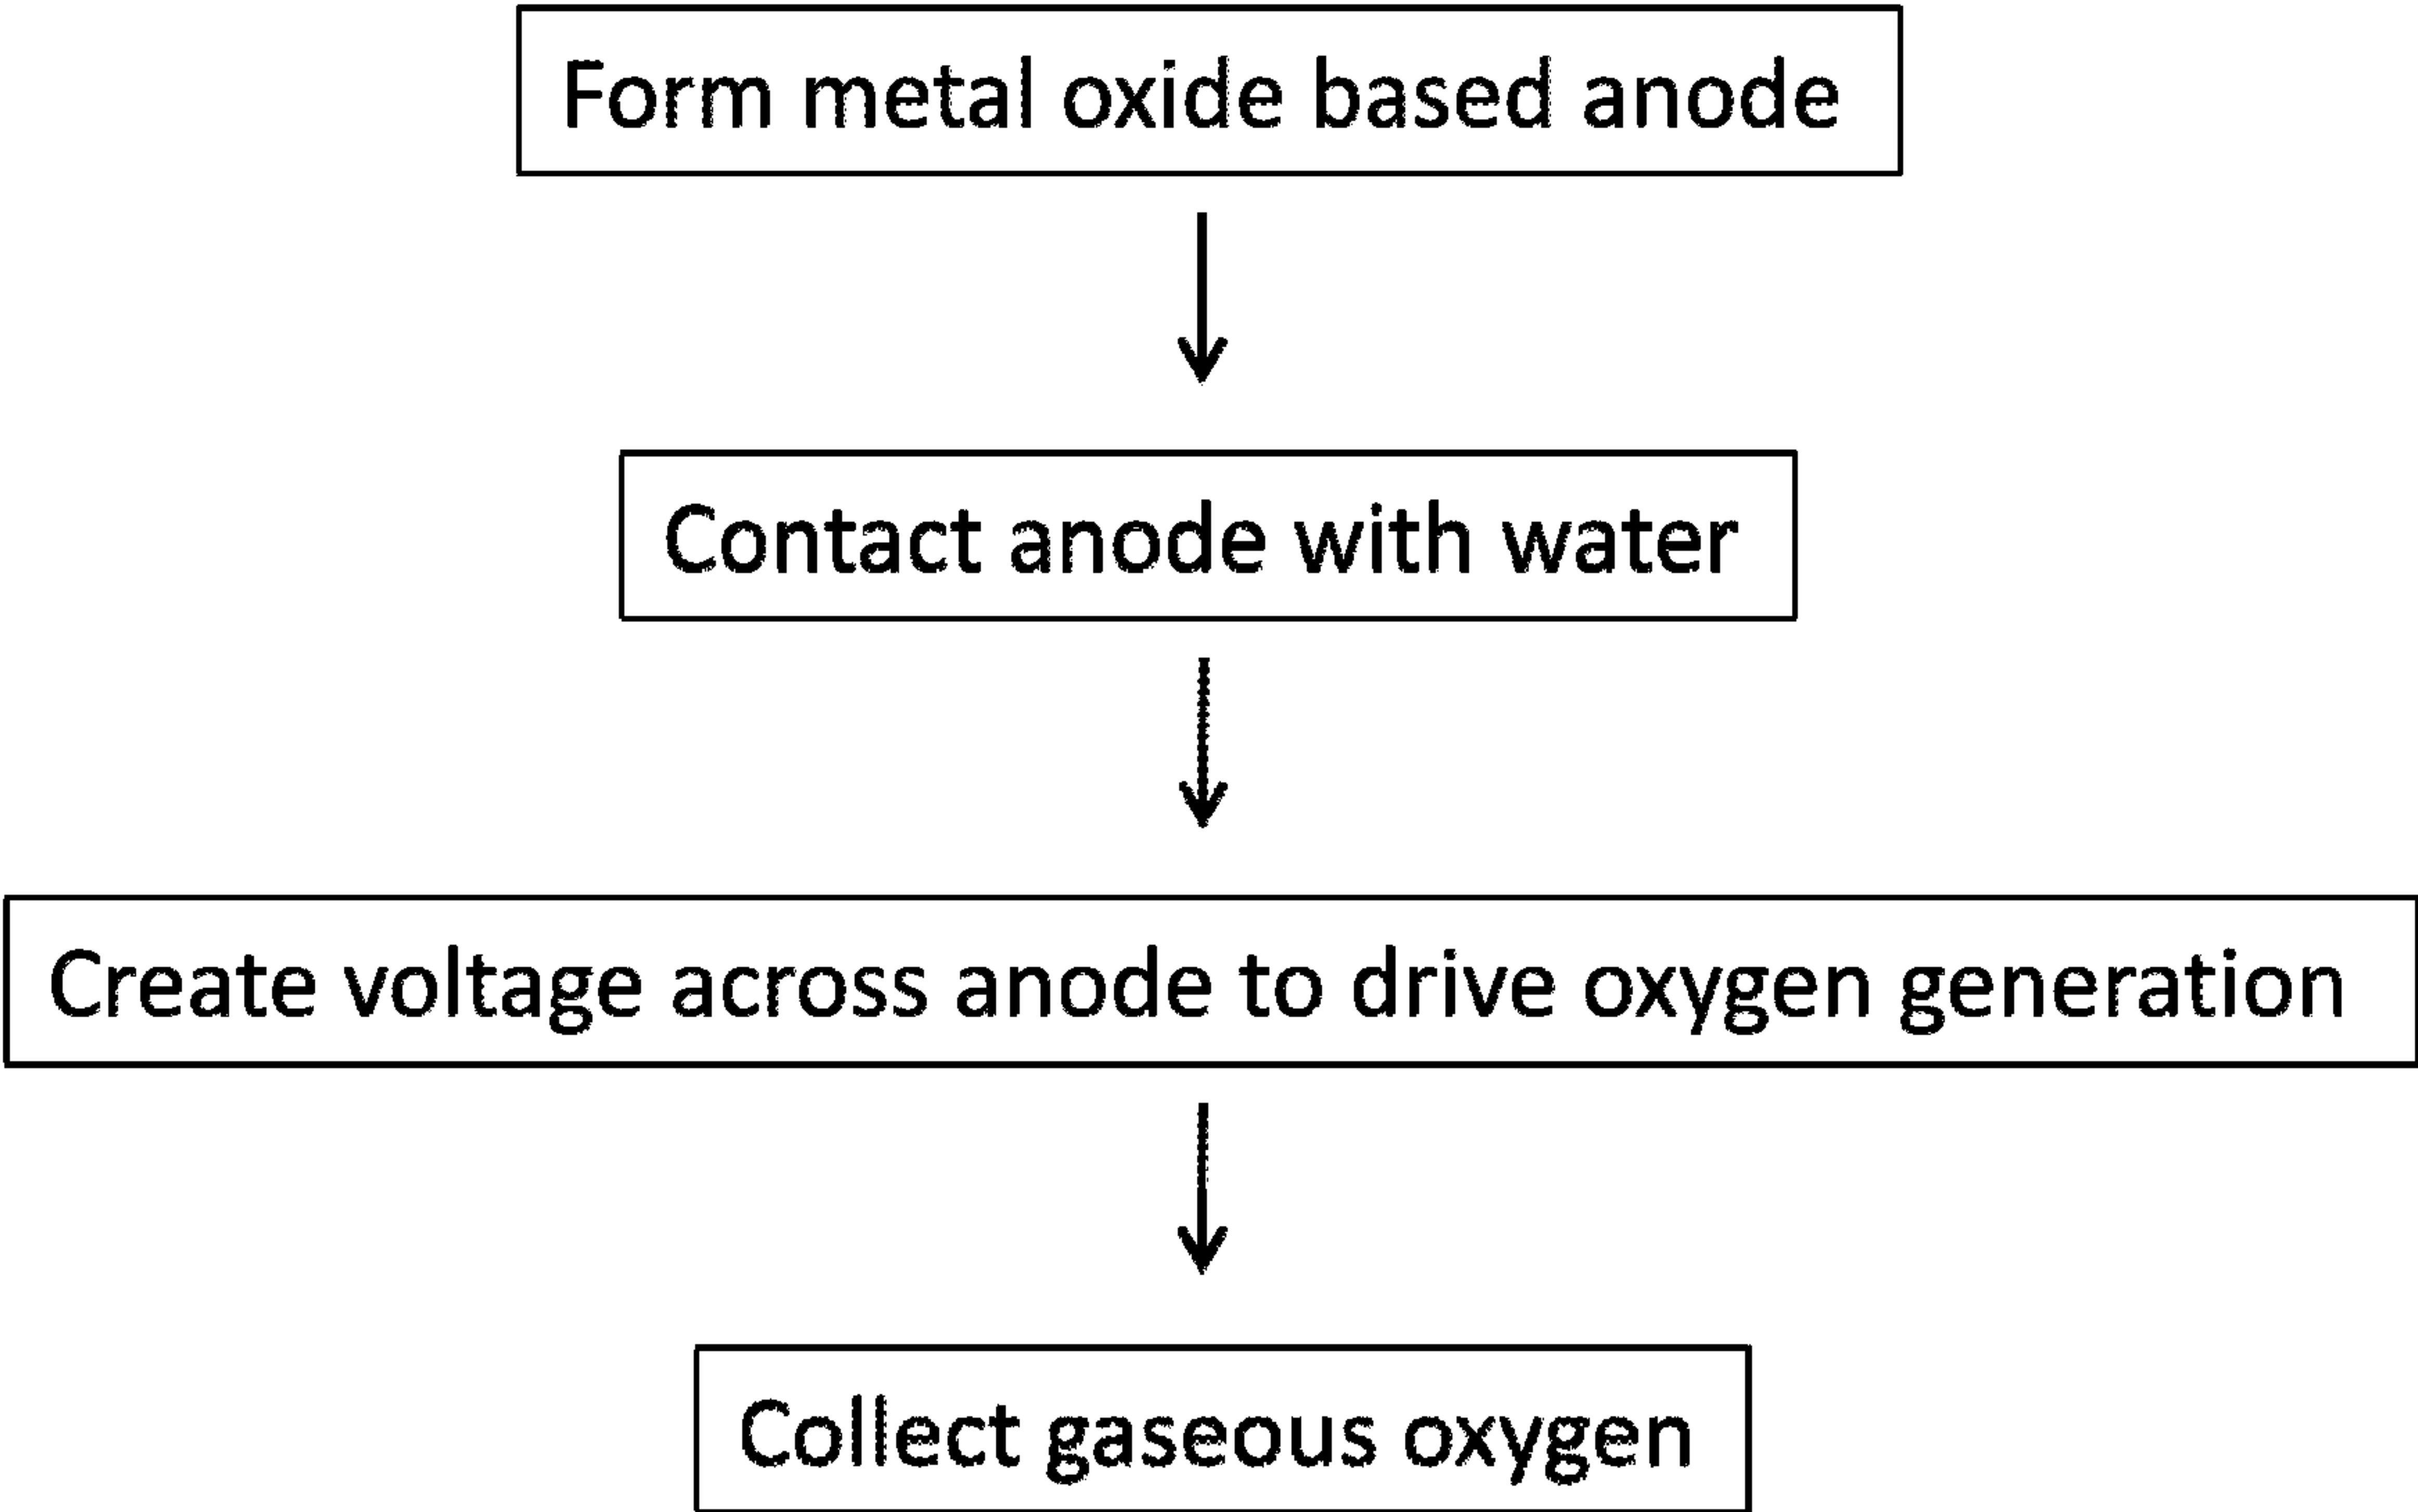 Form metal oxide based anode
Contact anode with water
Create voltage across anode to drive oxygen generation
Collect gaseous oxygen